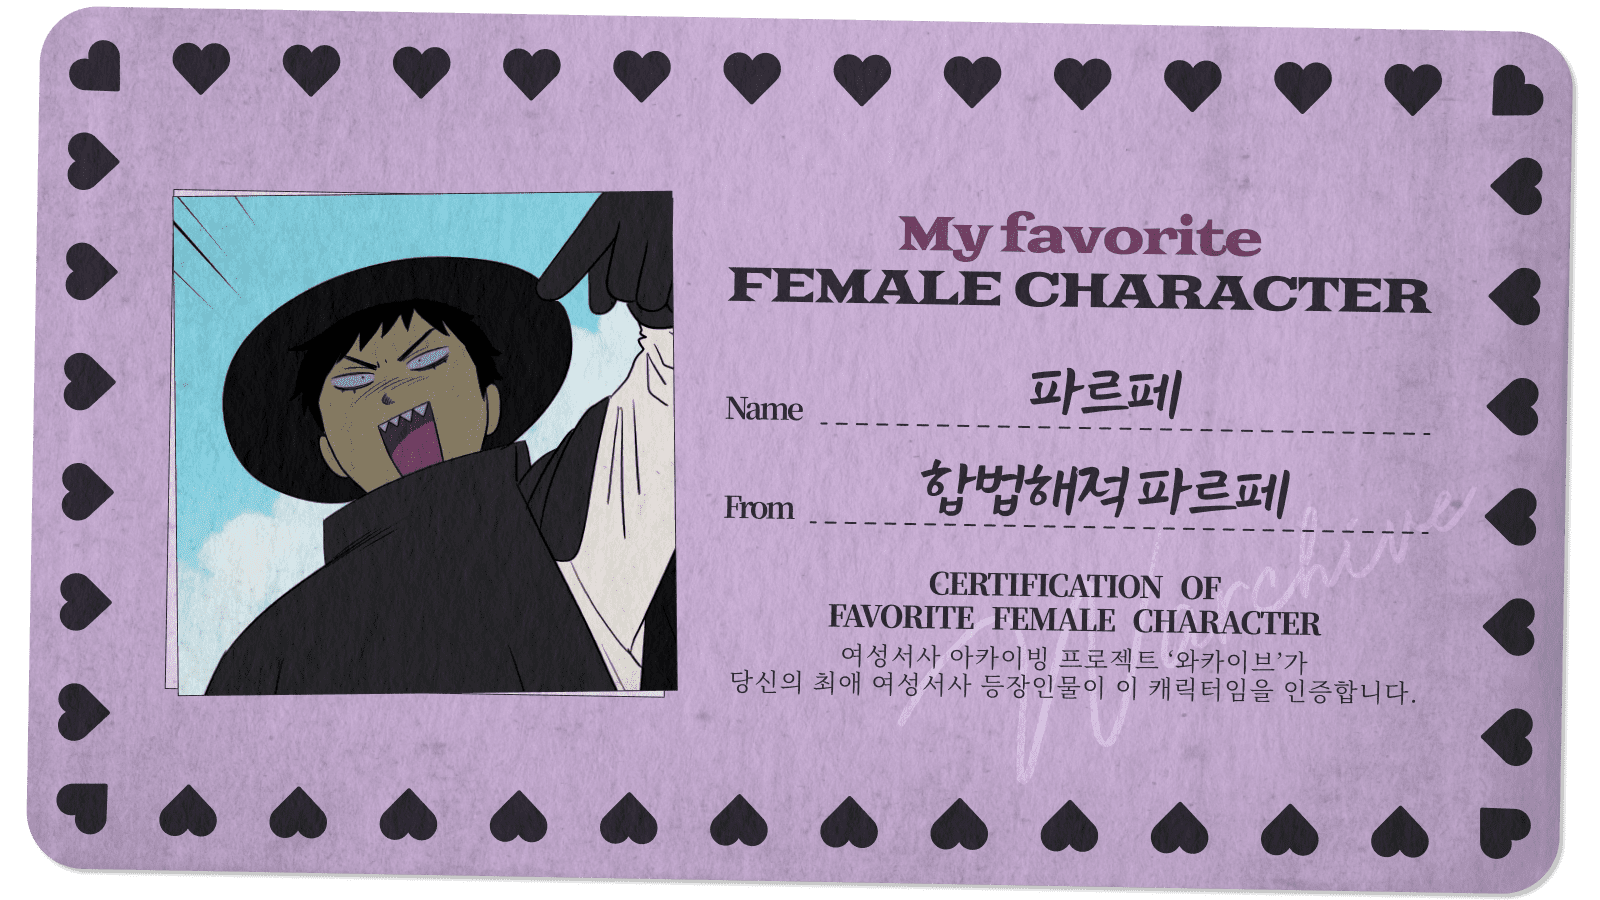 My favorite
FEMALE CHARACTER
Name 파르페
From 합법해적 파르페
CERTIFICATION OF
FAVORITE FEMALE CHARACTER
여성서사 아카이빙 프로젝트 ‘와카이브’가
당신의 최애 여성서사 등장인물이 이 캐릭터임을 인증합니다.
Warchive